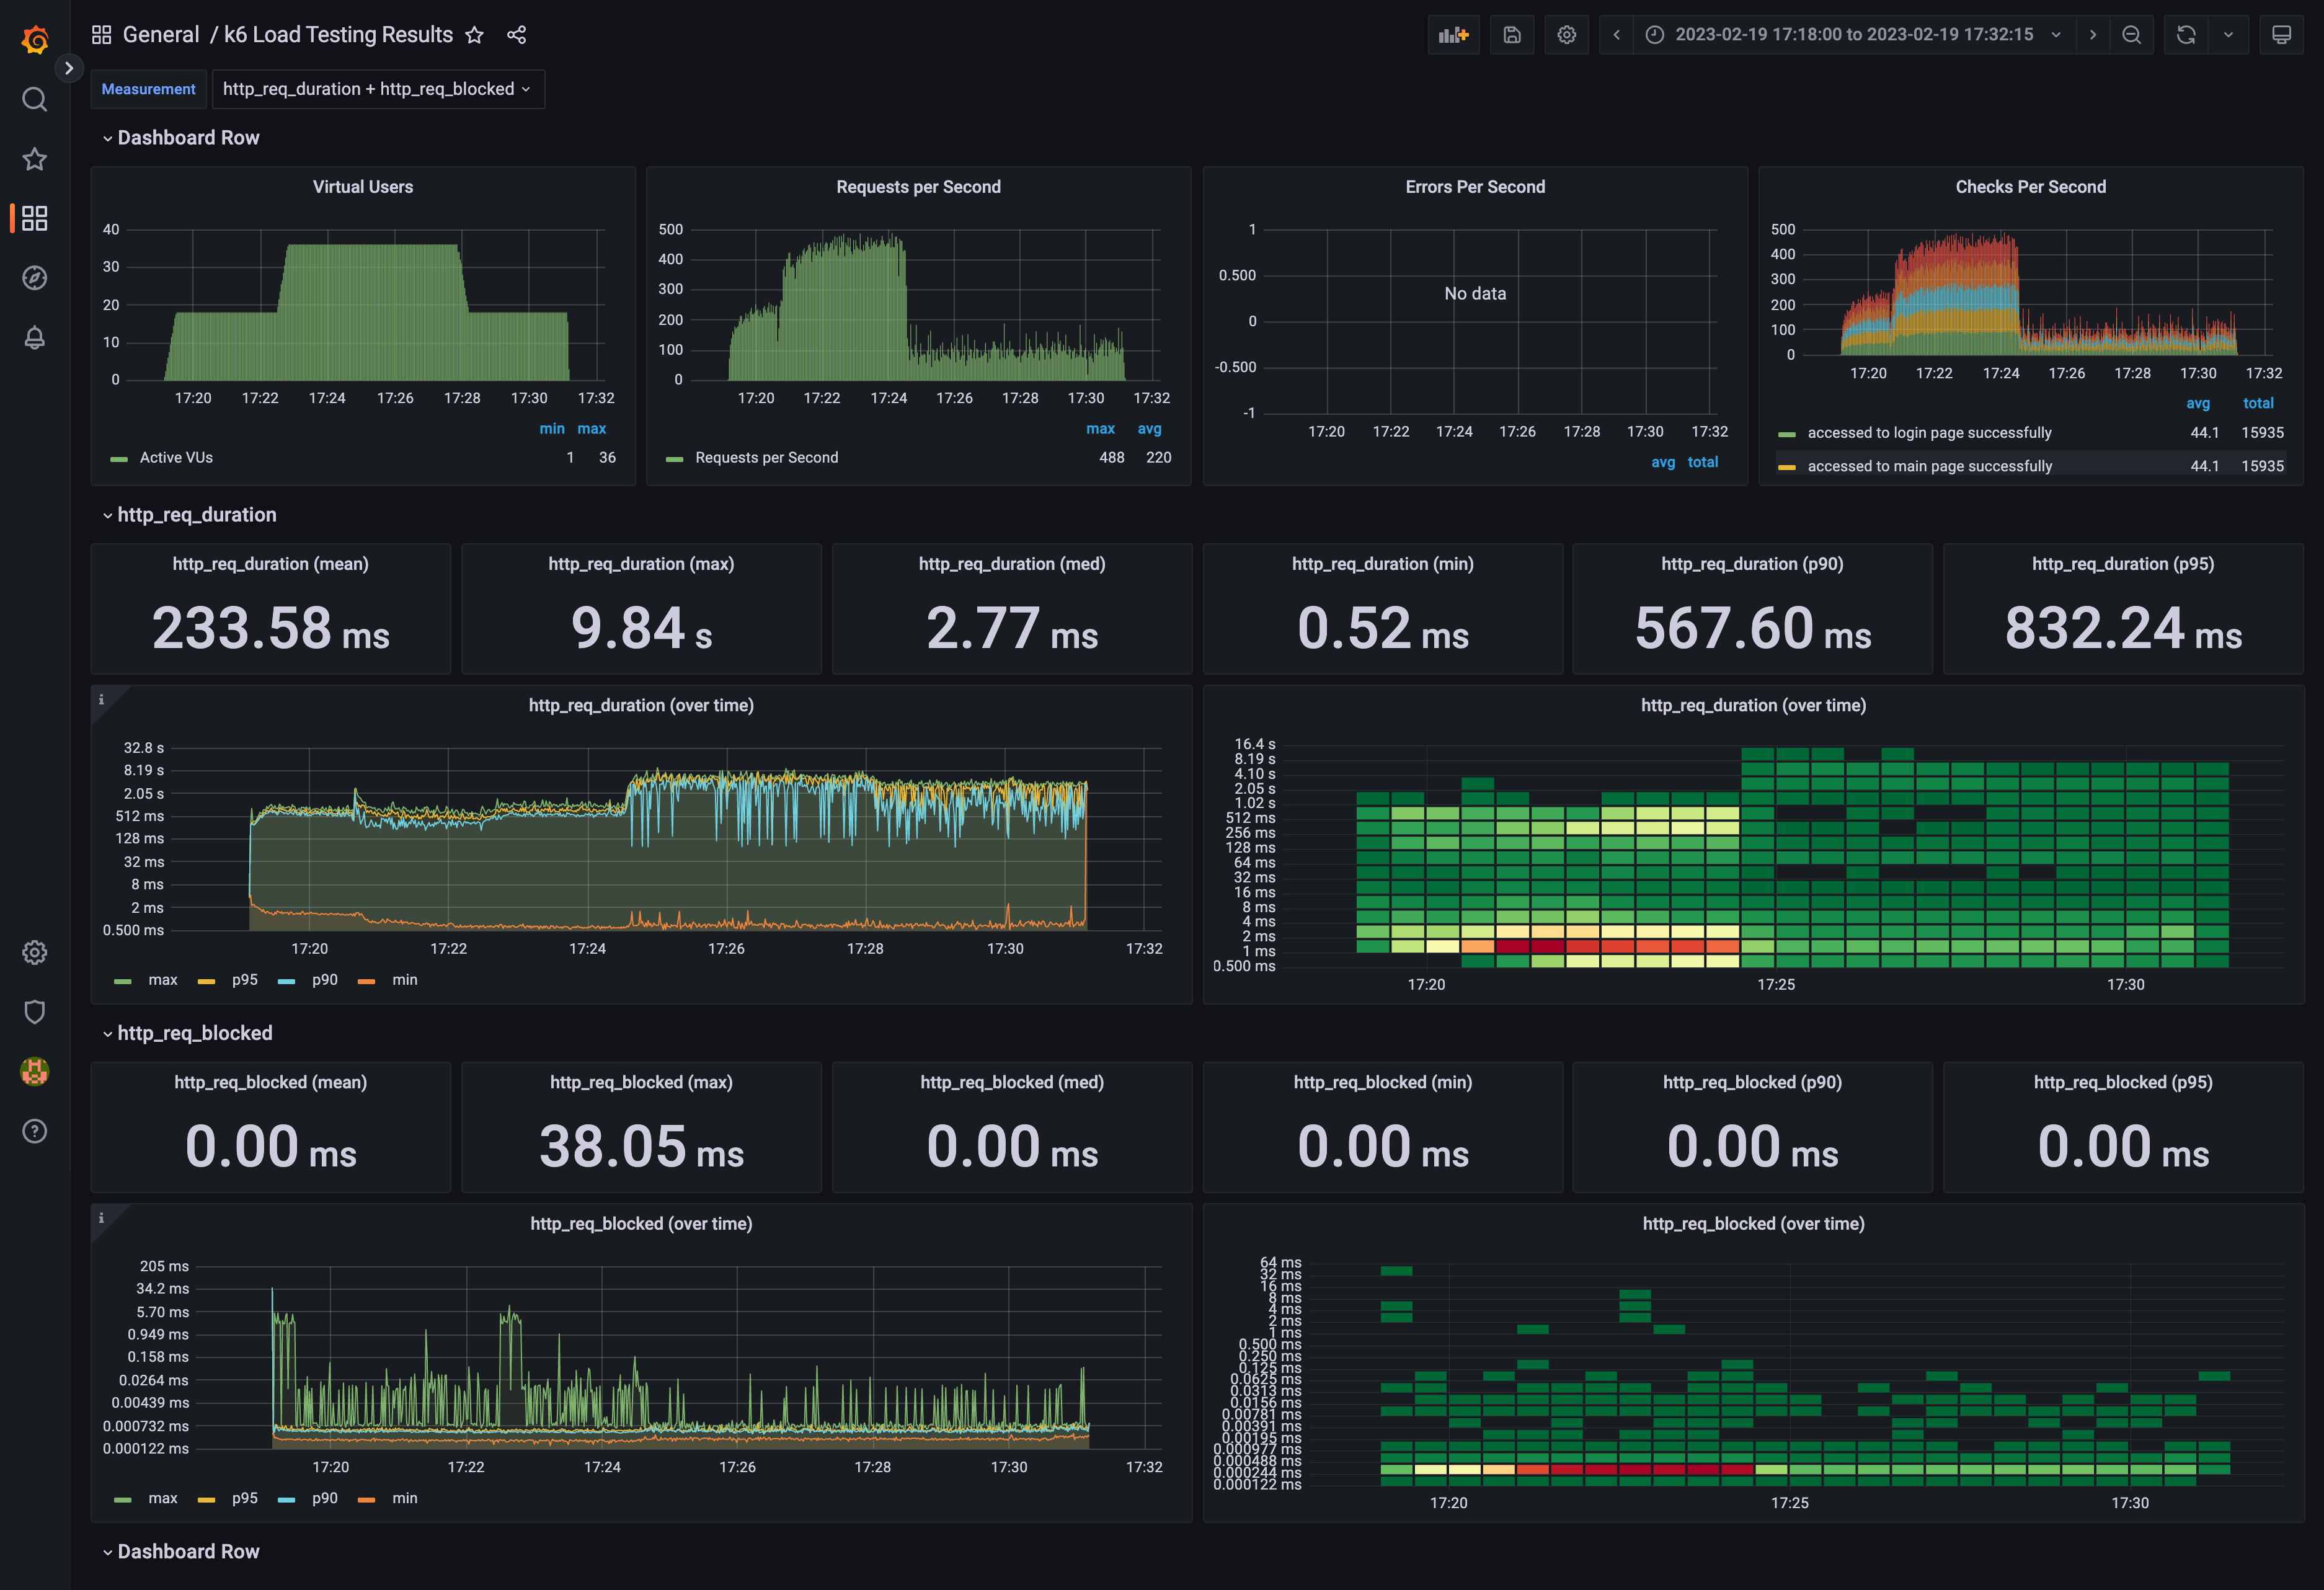 General / k6 Load Testing Results
2023-02-19 17:18:00 to 2023-02-19 17:32:15
Measurement
http_req_duration + http_req_blocked
Dashboard Row
Virtual Users
40
30
20
10
0
17:20 17:22 17:24 17:26 17:28 17:30 17:32
min max
Active VUs 1 36
Requests per Second
500
400
300
200
100
0
17:20 17:22 17:24 17:26 17:28 17:30 17:32
max avg
Requests per Second 488 220
Errors Per Second
1
0.500
0
-0.500
-1
No data
17:20 17:22 17:24 17:26 17:28 17:30 17:32
avg total
Checks Per Second
500
400
300
200
100
0
17:20 17:22 17:24 17:26 17:28 17:30 17:32
avg total
accessed to login page successfully 44.1 15935
accessed to main page successfully 44.1 15935
http_req_duration
http_req_duration (mean)
233.58 ms
http_req_duration (max)
9.84 s
http_req_duration (med)
2.77 ms
http_req_duration (min)
0.52 ms
http_req_duration (p90)
567.60 ms
http_req_duration (p95)
832.24 ms
http_req_duration (over time)
32.8 s
8.19 s
2.05 s
512 ms
128 ms
32 ms
8 ms
2 ms
0.500 ms
17:20 17:22 17:24 17:26 17:28 17:30 17:32
max p95 p90 min
http_req_duration (over time)
16.4 s
8.19 s
4.10 s
2.05 s
1.02 s
512 ms
256 ms
128 ms
64 ms
32 ms
16 ms
8 ms
4 ms
2 ms
1 ms
0.500 ms
17:20 17:25 17:30
http_req_blocked
http_req_blocked (mean)
0.00 ms
http_req_blocked (max)
38.05 ms
http_req_blocked (med)
0.00 ms
http_req_blocked (min)
0.00 ms
http_req_blocked (p90)
0.00 ms
http_req_blocked (p95)
0.00 ms
http_req_blocked (over time)
205 ms
34.2 ms
5.70 ms
0.949 ms
0.158 ms
0.0264 ms
0.00439 ms
0.000732 ms
0.000122 ms
17:20 17:22 17:24 17:26 17:28 17:30 17:32
max p95 p90 min
http_req_blocked (over time)
64 ms
32 ms
16 ms
8 ms
4 ms
2 ms
1 ms
0.500 ms
0.250 ms
0.125 ms
0.0625 ms
0.0313 ms
0.0156 ms
0.00781 ms
0.00391 ms
0.00195 ms
0.000977 ms
0.000488 ms
0.000244 ms
0.000122 ms
17:20 17:25 17:30
Dashboard Row